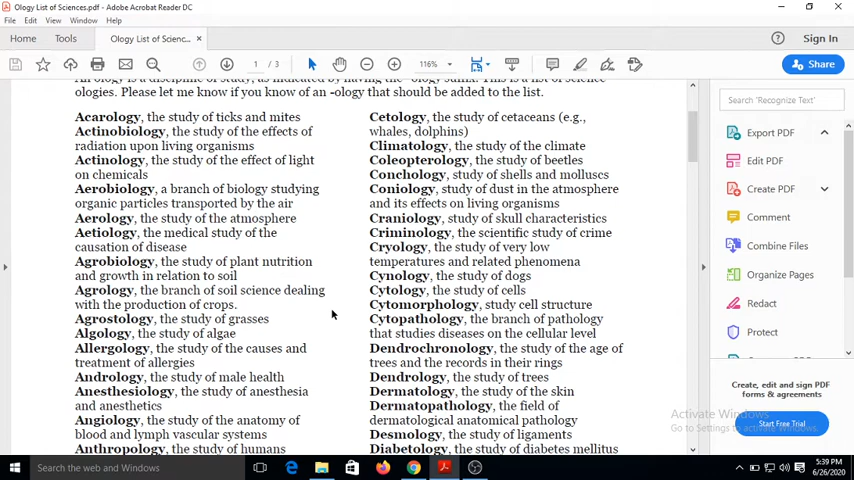 Ology List of Sciences.pdf - Adobe Acrobat Reader DC
File Edit View Window Help
Home Tools Ology List of Scienc... ×
Sign In
1 / 3 116%
Share
ologies. Please let me know if you know of an -ology that should be added to the list.
Acarology, the study of ticks and mites
Actinobiology, the study of the effects of
radiation upon living organisms
Actinology, the study of the effect of light
on chemicals
Aerobiology, a branch of biology studying
organic particles transported by the air
Aerology, the study of the atmosphere
Aetiology, the medical study of the
causation of disease
Agrobiology, the study of plant nutrition
and growth in relation to soil
Agrology, the branch of soil science dealing
with the production of crops.
Agrostology, the study of grasses
Algology, the study of algae
Allergology, the study of the causes and
treatment of allergies
Andrology, the study of male health
Anesthesiology, the study of anesthesia
and anesthetics
Angiology, the study of the anatomy of
blood and lymph vascular systems
Anthropology, the study of humans
Cetology, the study of cetaceans (e.g.,
whales, dolphins)
Climatology, the study of the climate
Coleopterology, the study of beetles
Conchology, study of shells and molluscs
Coniology, study of dust in the atmosphere
and its effects on living organisms
Craniology, study of skull characteristics
Criminology, the scientific study of crime
Cryology, the study of very low
temperatures and related phenomena
Cynology, the study of dogs
Cytology, the study of cells
Cytomorphology, study cell structure
Cytopathology, the branch of pathology
that studies diseases on the cellular level
Dendrochronology, the study of the age of
trees and the records in their rings
Dendrology, the study of trees
Dermatology, the study of the skin
Dermatopathology, the field of
dermatological anatomical pathology
Desmology, the study of ligaments
Diabetology, the study of diabetes mellitus
Search 'Recognize Text'
Export PDF
Edit PDF
Create PDF
Comment
Combine Files
Organize Pages
Redact
Protect
Create, edit and sign PDF
forms & agreements
Start Free Trial
Activate Windows
Go to Settings to activate Windows.
Search the web and Windows
5:39 PM
6/26/2020